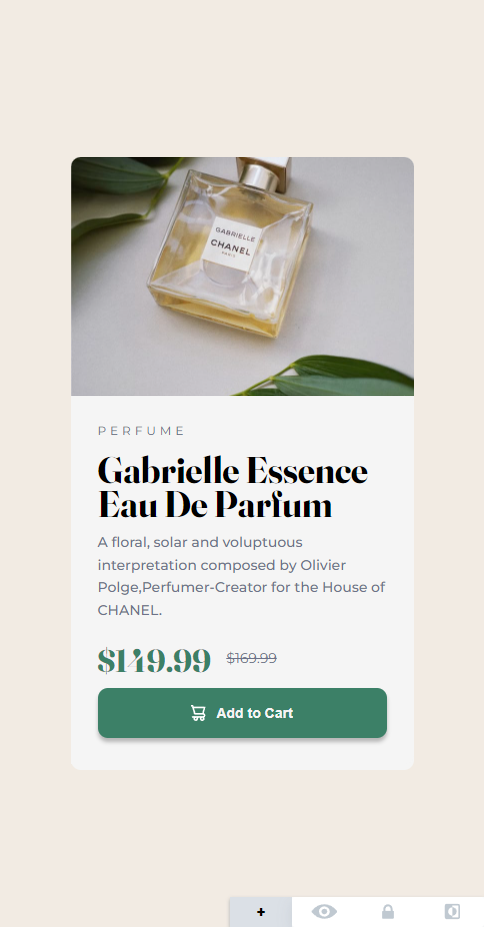 GABRIELLE
CHANEL
PARIS
PERFUME
Gabrielle Essence
Eau De Parfum
A floral, solar and voluptuous
interpretation composed by Olivier
Polge,Perfumer-Creator for the House of
CHANEL.
$149.99 $169.99
Add to Cart
+